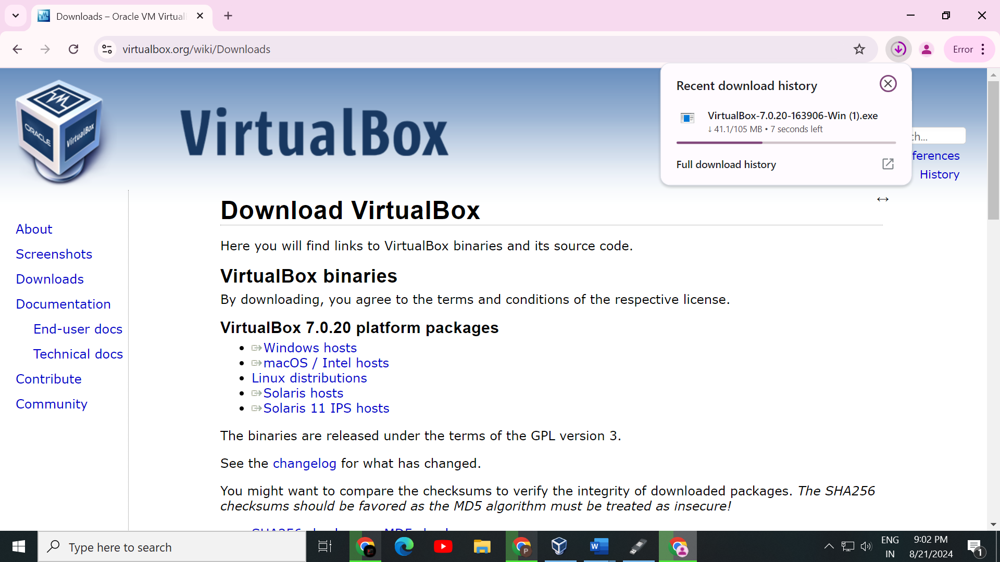 Downloads – Oracle VM Virtual
virtualbox.org/wiki/Downloads
Error
Recent download history
VirtualBox-7.0.20-163906-Win (1).exe
↓ 41.1/105 MB • 7 seconds left
Full download history
ch...
ferences
History
ORACLE
VirtualBox
VirtualBox
About
Screenshots
Downloads
Documentation
End-user docs
Technical docs
Contribute
Community
Download VirtualBox
Here you will find links to VirtualBox binaries and its source code.
VirtualBox binaries
By downloading, you agree to the terms and conditions of the respective license.
VirtualBox 7.0.20 platform packages
• Windows hosts
• macOS / Intel hosts
• Linux distributions
• Solaris hosts
• Solaris 11 IPS hosts
The binaries are released under the terms of the GPL version 3.
See the changelog for what has changed.
You might want to compare the checksums to verify the integrity of downloaded packages. The SHA256
checksums should be favored as the MD5 algorithm must be treated as insecure!
Type here to search
P
W
ENG
IN
9:02 PM
8/21/2024
1